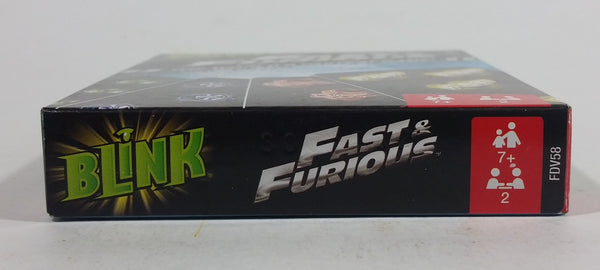 BLINK
FAST &
FURIOUS
7+
2
FDV58